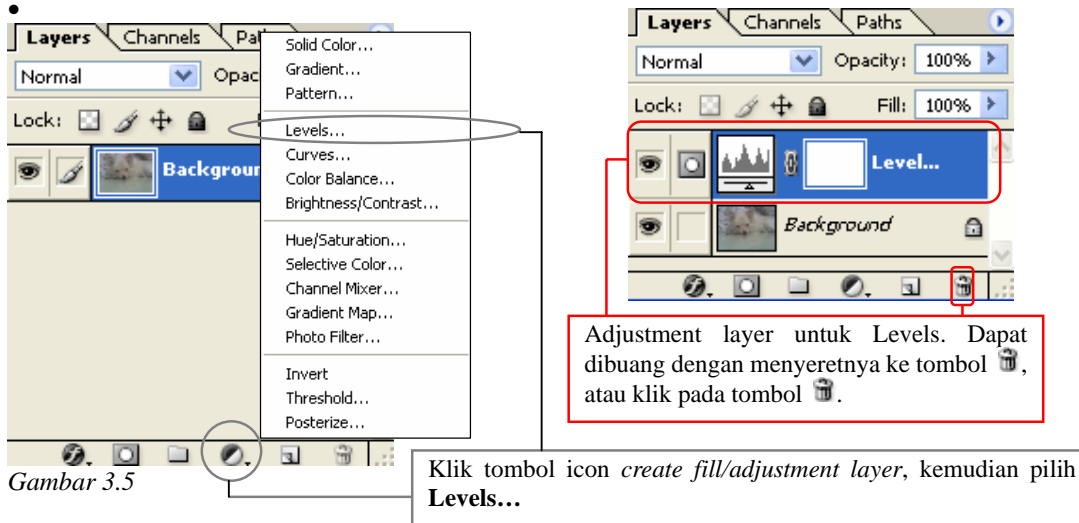 •
Layers Channels Pat
Normal Opac
Lock:
Backgroun
Solid Color...
Gradient...
Pattern...
Levels...
Curves...
Color Balance...
Brightness/Contrast...
Hue/Saturation...
Selective Color...
Channel Mixer...
Gradient Map...
Photo Filter...
Invert
Threshold...
Posterize...
Gambar 3.5
Layers Channels Paths
Normal Opacity: 100%
Lock: Fill: 100%
Level...
Background
Adjustment layer untuk Levels. Dapat
dibuang dengan menyeretnya ke tombol ,
atau klik pada tombol .
Klik tombol icon create fill/adjustment layer, kemudian pilih
Levels…